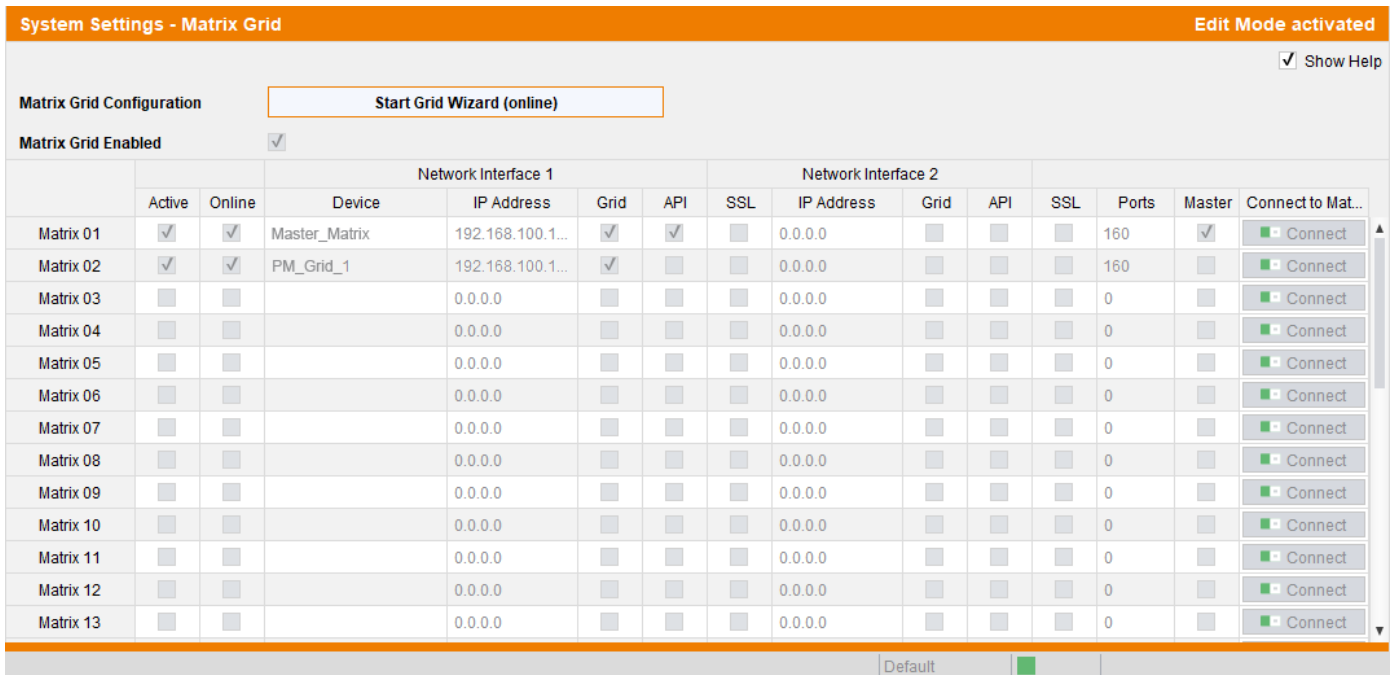 System Settings - Matrix Grid Edit Mode activated
Show Help
Matrix Grid Configuration Start Grid Wizard (online)
Matrix Grid Enabled
Network Interface 1 Network Interface 2
Active Online Device IP Address Grid API SSL IP Address Grid API SSL Ports Master Connect to Mat...
Matrix 01 Master_Matrix 192.168.100.1... 0.0.0.0 160 Connect
Matrix 02 PM_Grid_1 192.168.100.1... 0.0.0.0 160 Connect
Matrix 03 0.0.0.0 0.0.0.0 0 Connect
Matrix 04 0.0.0.0 0.0.0.0 0 Connect
Matrix 05 0.0.0.0 0.0.0.0 0 Connect
Matrix 06 0.0.0.0 0.0.0.0 0 Connect
Matrix 07 0.0.0.0 0.0.0.0 0 Connect
Matrix 08 0.0.0.0 0.0.0.0 0 Connect
Matrix 09 0.0.0.0 0.0.0.0 0 Connect
Matrix 10 0.0.0.0 0.0.0.0 0 Connect
Matrix 11 0.0.0.0 0.0.0.0 0 Connect
Matrix 12 0.0.0.0 0.0.0.0 0 Connect
Matrix 13 0.0.0.0 0.0.0.0 0 Connect
Default